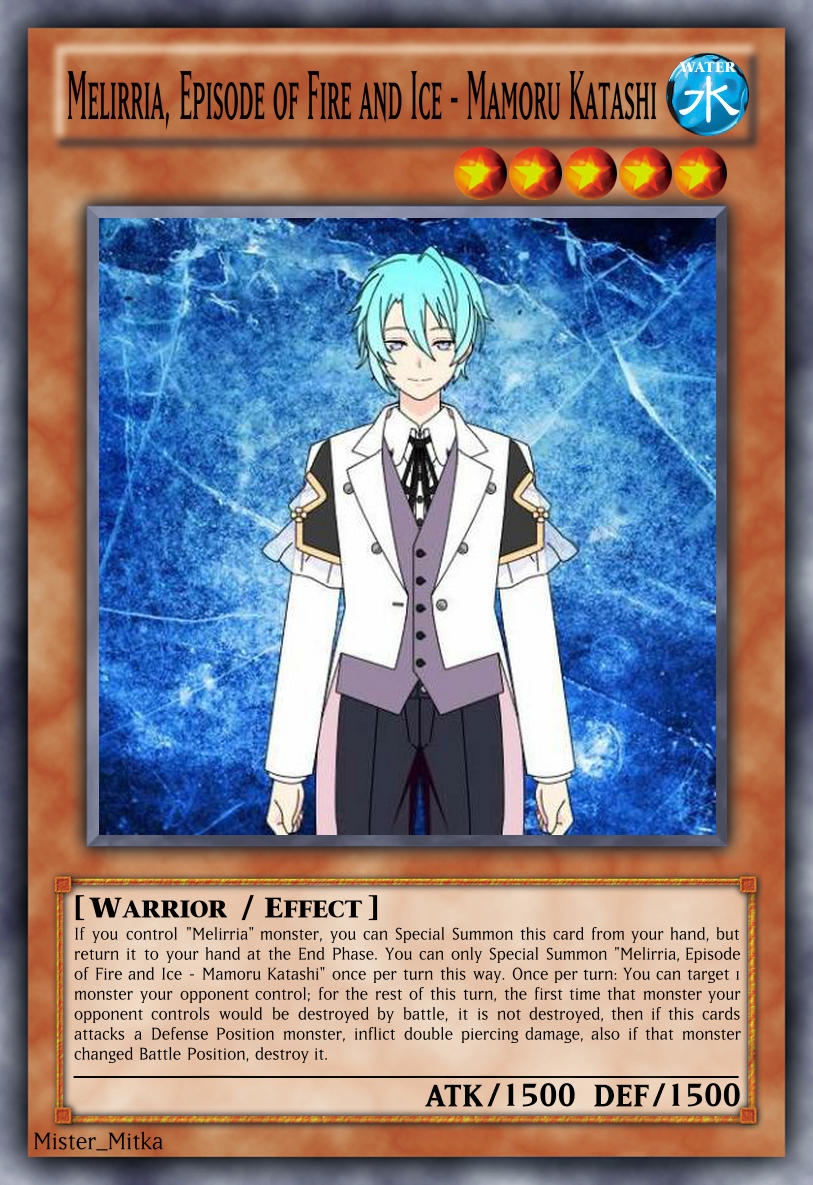 Melirria, Episode of Fire and Ice - Mamoru Katashi
WATER
水
[ Warrior / Effect ]
If you control "Melirria" monster, you can Special Summon this card from your hand, but
return it to your hand at the End Phase. You can only Special Summon "Melirria, Episode
of Fire and Ice - Mamoru Katashi" once per turn this way. Once per turn: You can target 1
monster your opponent control; for the rest of this turn, the first time that monster your
opponent controls would be destroyed by battle, it is not destroyed, then if this cards
attacks a Defense Position monster, inflict double piercing damage, also if that monster
changed Battle Position, destroy it.
ATK/1500 DEF/1500
Mister_Mitka